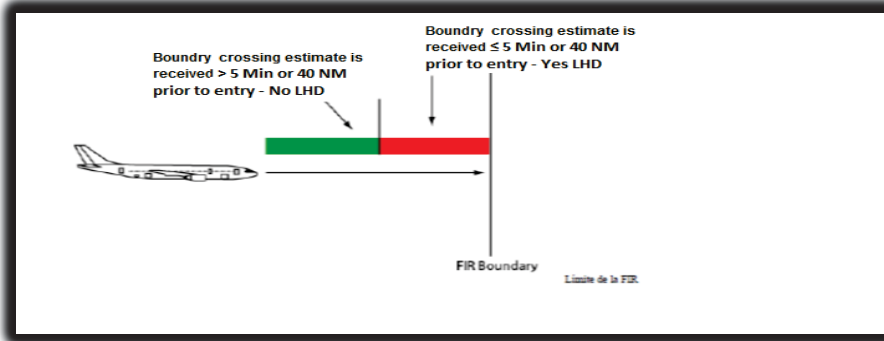 Boundry crossing estimate is
received > 5 Min or 40 NM
prior to entry - No LHD
Boundry crossing estimate is
received ≤ 5 Min or 40 NM
prior to entry - Yes LHD
FIR Boundary
Límite de la FIR